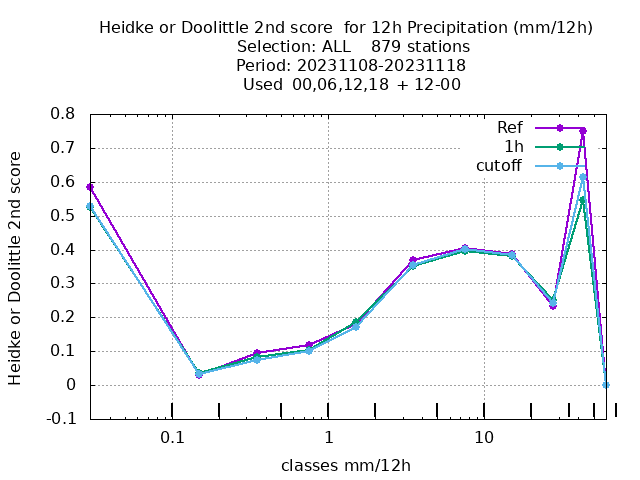 Heidke or Doolittle 2nd score  for 12h Precipitation (mm/12h)
Selection: ALL    879 stations
Period: 20231108-20231118
Used  00,06,12,18  + 12-00
Ref
1h
cutoff
Heidke or Doolittle 2nd score
0.8
0.7
0.6
0.5
0.4
0.3
0.2
0.1
0
-0.1
0.1
1
10
classes mm/12h